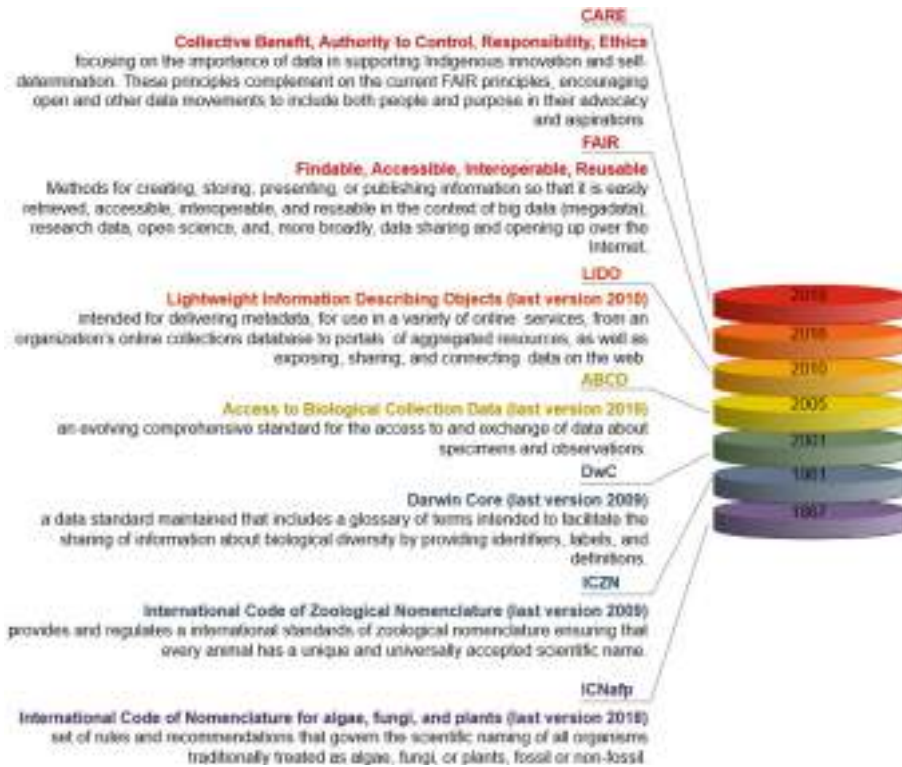 CARE
Collective Benefit, Authority to Control, Responsibility, Ethics
focusing on the importance of data in supporting Indigenous innovation and self-
determination. These principles complement on the current FAIR principles, encouraging
open and other data movements to include both people and purpose in their advocacy
and aspirations.
FAIR
Findable, Accessible, Interoperable, Reusable
Methods for creating, storing, presenting, or publishing information so that it is easily
retrieved, accessible, interoperable, and reusable in the context of big data (megadata),
research data, open science, and, more broadly, data sharing and opening up over the
Internet.
LIDO
Lightweight Information Describing Objects (last version 2010)
intended for delivering metadata, for use in a variety of online services, from an
organization's online collections database to portals of aggregated resources, as well as
exposing, sharing, and connecting data on the web.
ABCD
Access to Biological Collection Data (last version
an evolving comprehensive standard for the access to and exchange of data about
specimens and observations.
DwC
Darwin Core (last version 2009)
a data standard maintained that includes a glossary of terms intended to facilitate the
sharing of information about biological diversity by providing identifiers, labels, and
definitions.
ICZN
International Code of Zoological Nomenclature (last version 2009)
provides and regulates a international standards of zoological nomenclature ensuring that
every animal has a unique and universally accepted scientific name.
ICNafp
International Code of Nomenclature for algae, fungi, and plants (last version 2018)
set of rules and recommendations that govern the scientific naming of all organisms
traditionally treated as algae, fungi, or plants, fossil or non-fossil.
2010
2005
2001
1867